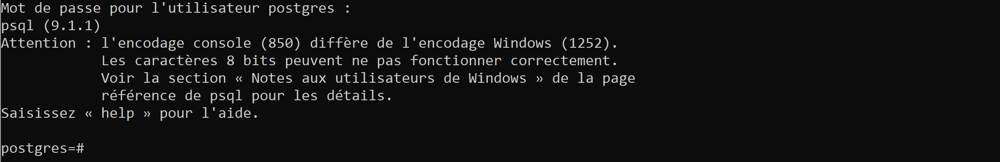 Mot de passe pour l'utilisateur postgres :
psql (9.1.1)
Attention : l'encodage console (850) diffère de l'encodage Windows (1252).
Les caractères 8 bits peuvent ne pas fonctionner correctement.
Voir la section « Notes aux utilisateurs de Windows » de la page
référence de psql pour les détails.
Saisissez « help » pour l'aide.
postgres=#